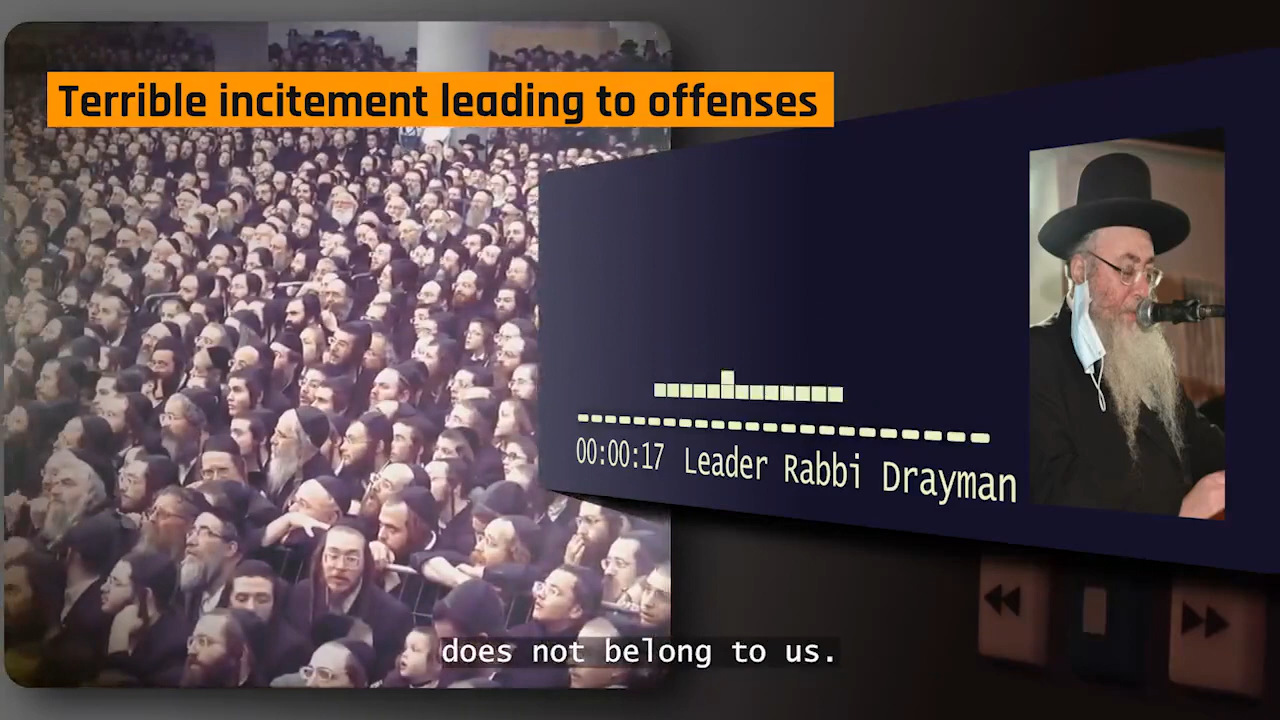 Terrible incitement leading to offenses
00:00:17 Leader Rabbi Drayman
does not belong to us.